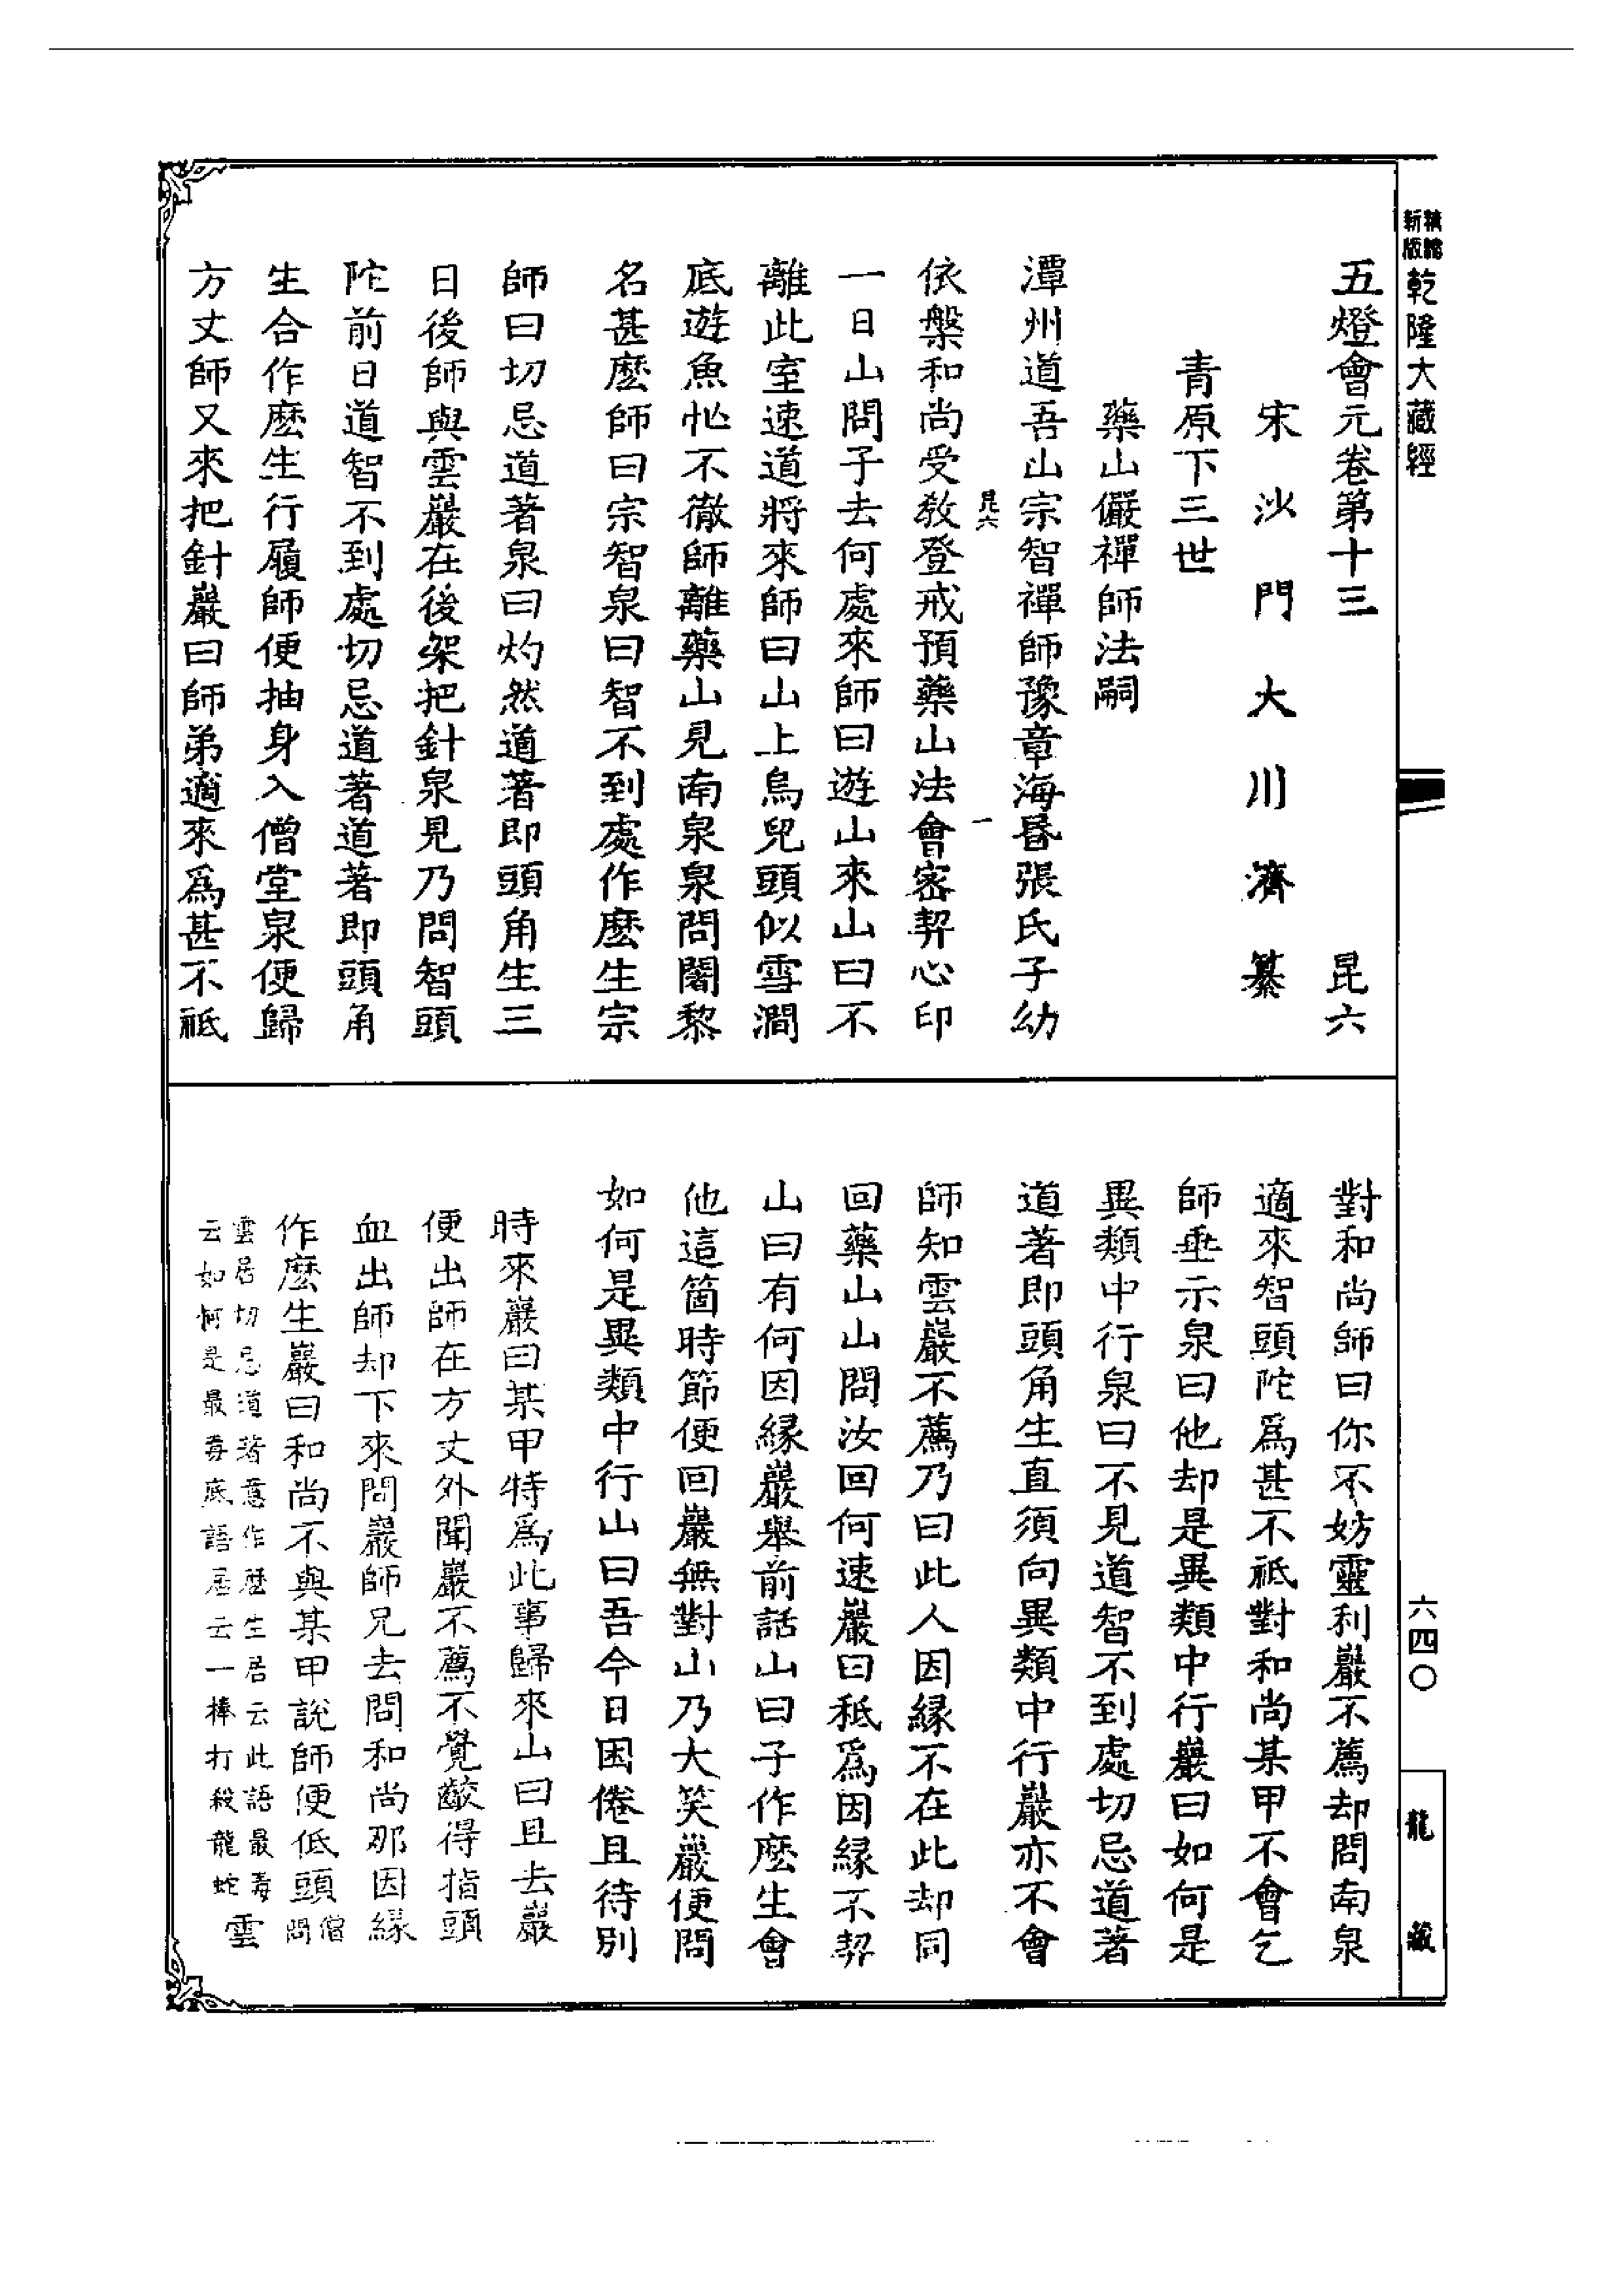 精館
新版
乾隆大藏經
五燈會元卷第十三 昆六
宋沙門大川濟纂
青原下三世
藥山儼禪師法嗣
潭州道吾山宗智禪師豫章海昬張氏子幼
昆六 一
依槃和尚受教登戒預藥山法會密契心印
一日山問子去何處來師曰遊山來山曰不
離此室速道將來師曰山上烏兒頭似雪澗
底遊魚忙不徹師離藥山見南泉泉問闍黎
名甚麽師曰宗智泉曰智不到處作麽生宗
師曰切忌道著泉曰灼然道著即頭角生三
日後師與雲巖在後架把針泉見乃問智頭
陀前日道智不到處切忌道著道著即頭角
生合作麽生行履師便抽身入僧堂泉便歸
方丈師又來把針巖曰師弟適來爲甚不祇
對和尚師曰你不妨靈利巖不薦却問南泉
適來智頭陀爲甚不祇對和尚某甲不會乞
師垂示泉曰他却是異類中行巖曰如何是
異類中行泉曰不見道智不到處切忌道著
道著即頭角生直須向異類中行巖亦不會
師知雲巖不薦乃曰此人因緣不在此却同
回藥山山問汝回何速巖曰秪爲因緣不契
山曰有何因緣巖舉前話山曰子作麽生會
他這箇時節便回巖無對山乃大笑巖便問
如何是異類中行山曰吾今日困倦且待別
時來巖曰某甲特爲此事歸來山曰且去巖
便出師在方丈外聞巖不薦不覺齩得指頭
血出師却下來問巖師兄去問和尚那因緣
作麽生巖曰和尚不與某甲說師便低頭僧問
雲居切忌道著意作麽生居云此語最毒
云如何是最毒底語居云一棒打殺龍蛇
雲
六四〇
龍藏